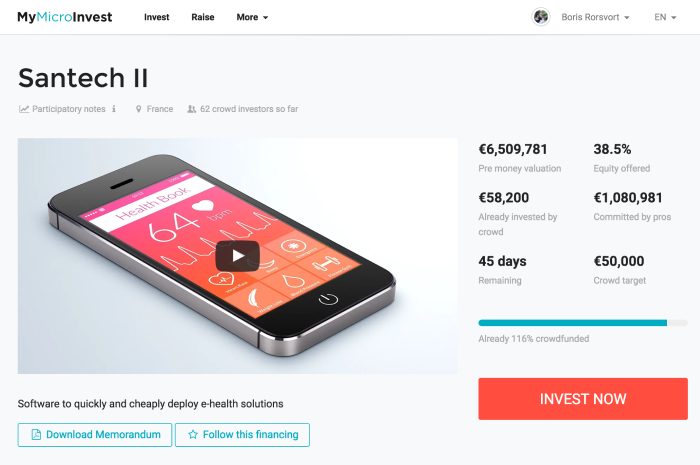 MyMicroInvest Invest Raise More Boris Rorsvort EN
Santech II
Participatory notes i France 62 crowd investors so far
Health Book
64 bpm
€6,509,781 38.5%
Pre money valuation Equity offered
€58,200 €1,080,981
Already invested by crowd Committed by pros
45 days €50,000
Remaining Crowd target
Already 116% crowdfunded
INVEST NOW
Software to quickly and cheaply deploy e-health solutions
Download Memorandum Follow this financing